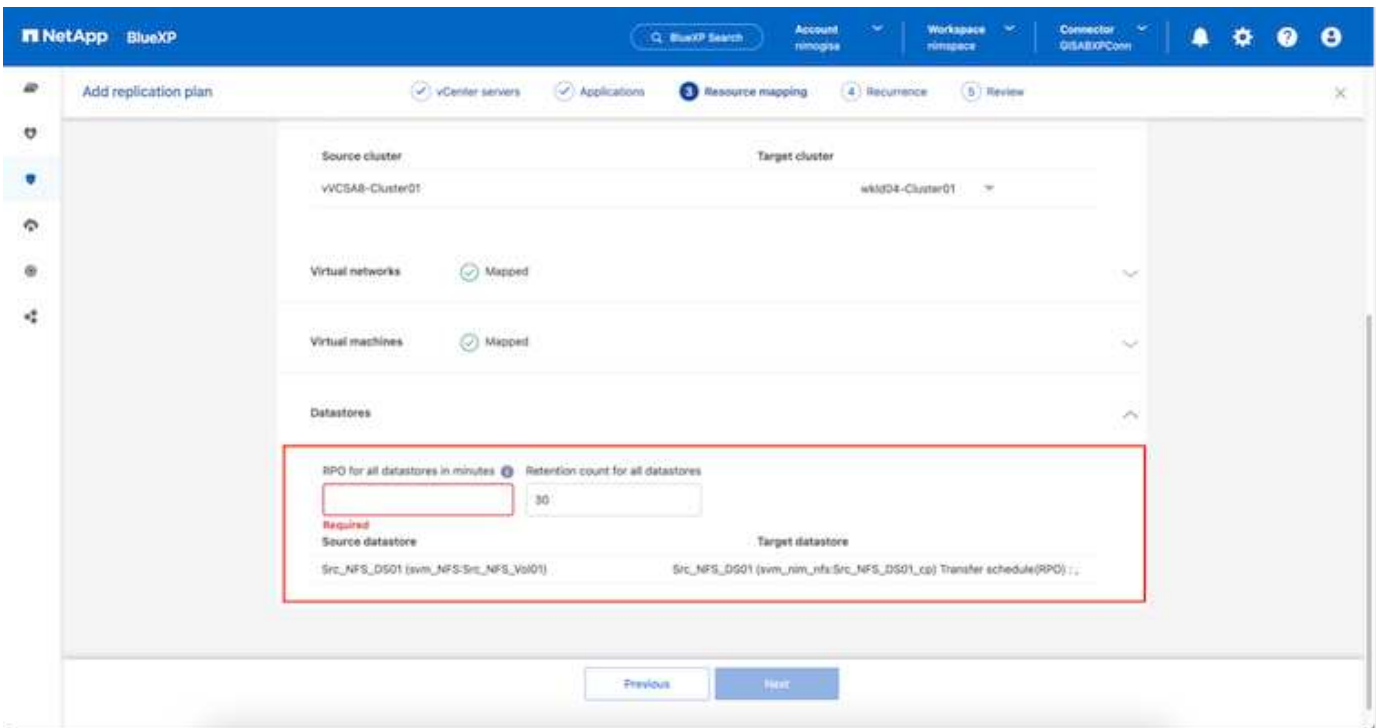 NetApp BlueXP
BlueXP Search
Account
nimogisa
Workspace
nimspace
Connector
GISABXPConn
Add replication plan
vCenter servers
Applications
3 Resource mapping
4 Recurrence
5 Review
Source cluster Target cluster
vVCSA8-Cluster01 wkld04-Cluster01
Virtual networks Mapped
Virtual machines Mapped
Datastores
RPO for all datastores in minutes Retention count for all datastores
30
Required
Source datastore Target datastore
Src_NFS_DS01 (svm_NFS:Src_NFS_Vol01) Src_NFS_DS01 (svm_nim_nfs:Src_NFS_DS01_cp) Transfer schedule(RPO) : ,
Previous Next